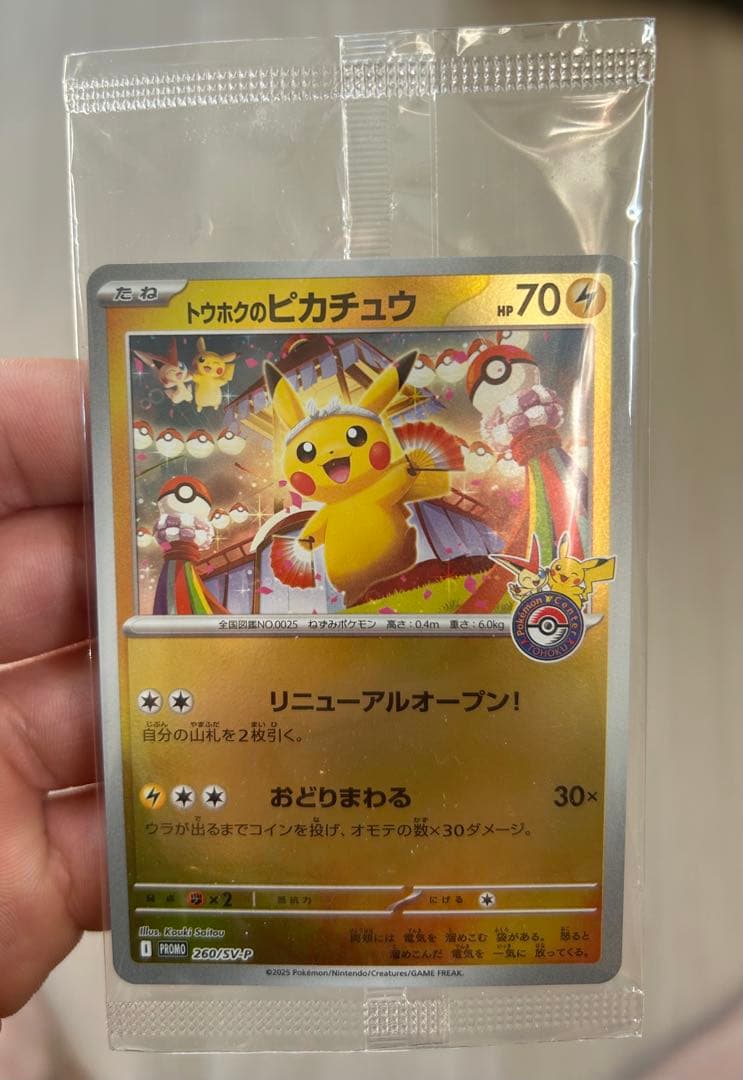 たね トウホクのピカチュウ HP 70
全国図鑑NO.0025 ねずみポケモン 高さ:0.4m 重さ:6.0kg
Pokémon Center
TOHOKU
リニューアルオープン!
自分の山札を2枚引く。
おどりまわる 30×
ウラが出るまでコインを投げ、オモテの数×30ダメージ。
弱点 ×2 抵抗力 にげる
Illus. Kouki Saitou
I PROMO 260/SV-P
両頬には 電気を 溜めこむ 袋がある。 怒ると
溜めこんだ 電気を 一気に 放ってくる。
©2025 Pokémon/Nintendo/Creatures/GAME FREAK.